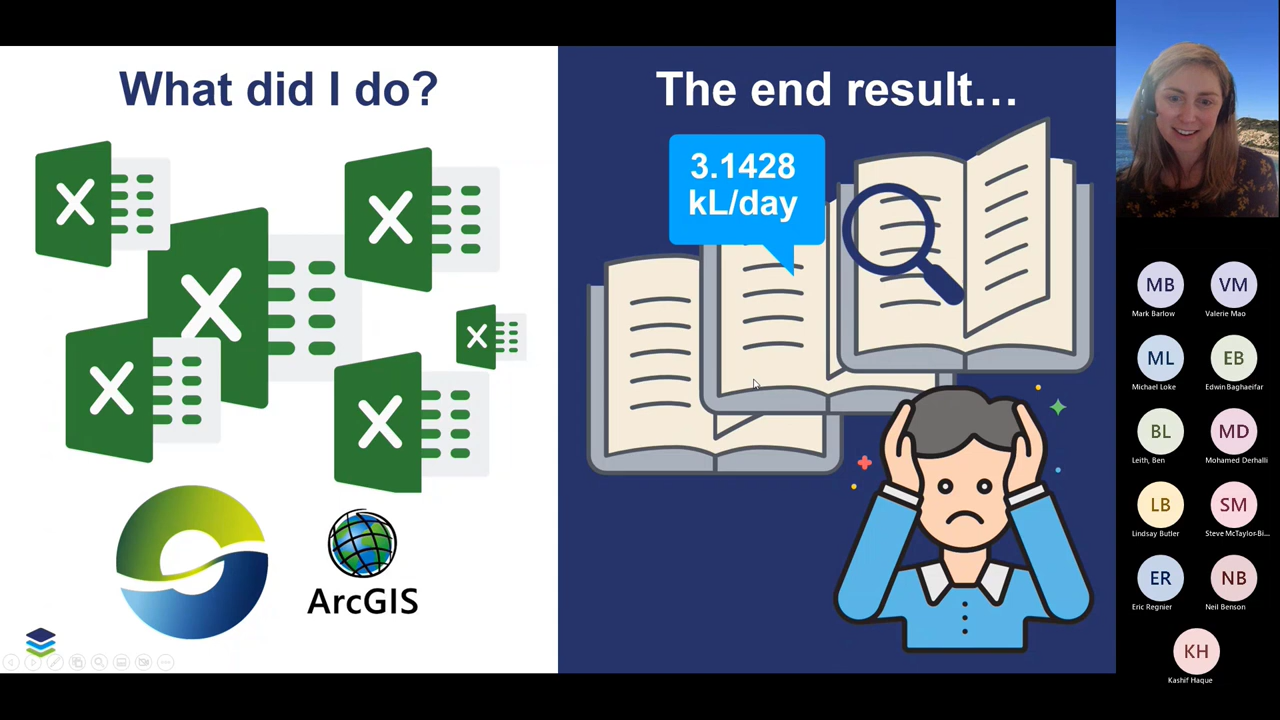 What did I do?
The end result…
3.1428
kL/day
ArcGIS
MB
Mark Barlow
VM
Valerie Mao
ML
Michael Loke
EB
Edwin Baghaeifar
BL
Leith, Ben
MD
Mohamed Derhalli
LB
Lindsay Butler
SM
Steve McTaylor-Bi...
ER
Eric Regnier
NB
Neil Benson
KH
Kashif Haque